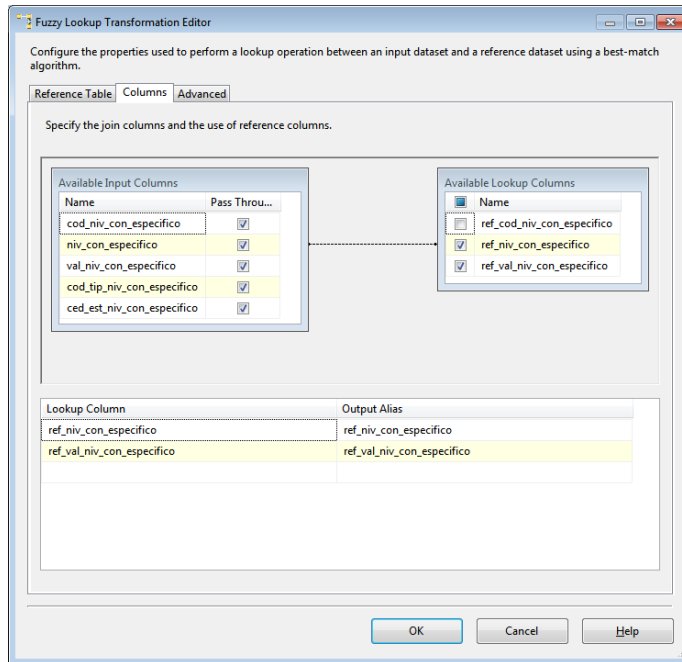 Fuzzy Lookup Transformation Editor
Configure the properties used to perform a lookup operation between an input dataset and a reference dataset using a best-match
algorithm.
Reference Table Columns Advanced
Specify the join columns and the use of reference columns.
Available Input Columns
Name Pass Throu...
cod_niv_con_especifico
niv_con_especifico
val_niv_con_especifico
cod_tip_niv_con_especifico
ced_est_niv_con_especifico
Available Lookup Columns
Name
ref_cod_niv_con_especifico
ref_niv_con_especifico
ref_val_niv_con_especifico
Lookup Column Output Alias
ref_niv_con_especifico ref_niv_con_especifico
ref_val_niv_con_especifico ref_val_niv_con_especifico
OK Cancel Help